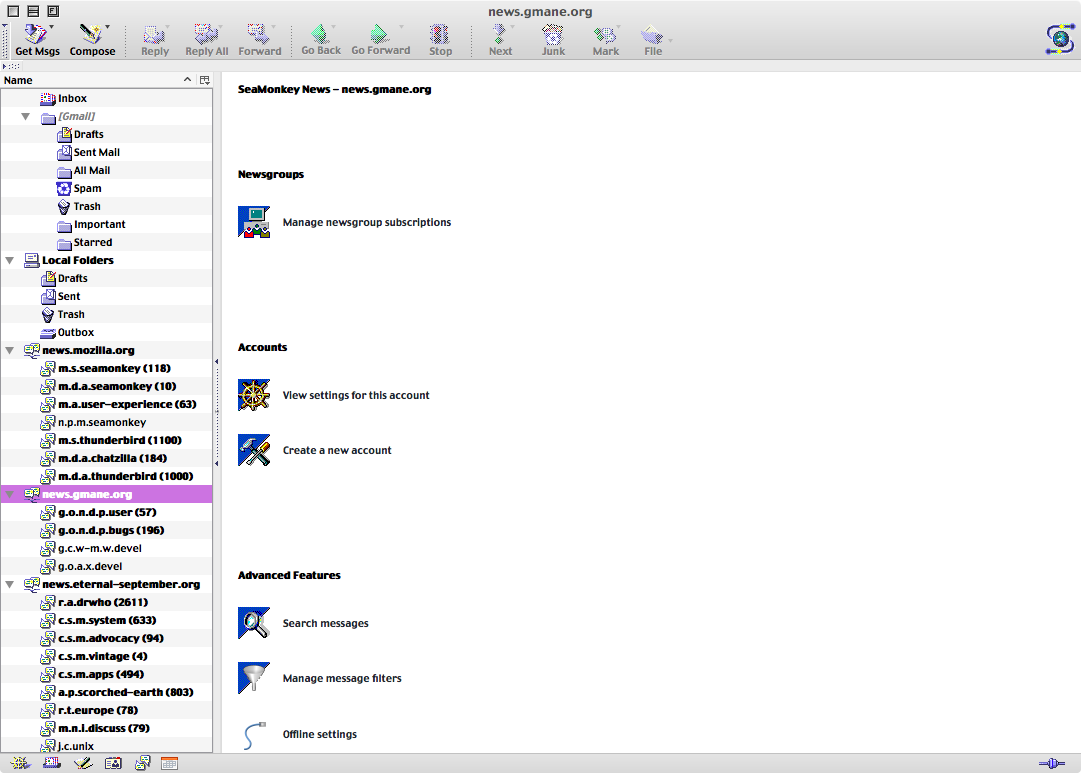 news.gmane.org
Get Msgs Compose Reply Reply All Forward Go Back Go Forward Stop Next Junk Mark File
Name
Inbox
[Gmail]
Drafts
Sent Mail
All Mail
Spam
Trash
Important
Starred
Local Folders
Drafts
Sent
Trash
Outbox
news.mozilla.org
m.s.seamonkey (118)
m.d.a.seamonkey (10)
m.a.user-experience (63)
n.p.m.seamonkey
m.s.thunderbird (1100)
m.d.a.chatzilla (184)
m.d.a.thunderbird (1000)
news.gmane.org
g.o.n.d.p.user (57)
g.o.n.d.p.bugs (196)
g.c.w-m.w.devel
g.o.a.x.devel
news.eternal-september.org
r.a.drwho (2611)
c.s.m.system (633)
c.s.m.advocacy (94)
c.s.m.vintage (4)
c.s.m.apps (494)
a.p.scorched-earth (803)
r.t.europe (78)
m.n.i.discuss (79)
j.c.unix
SeaMonkey News - news.gmane.org
Newsgroups
Manage newsgroup subscriptions
Accounts
View settings for this account
Create a new account
Advanced Features
Search messages
Manage message filters
Offline settings